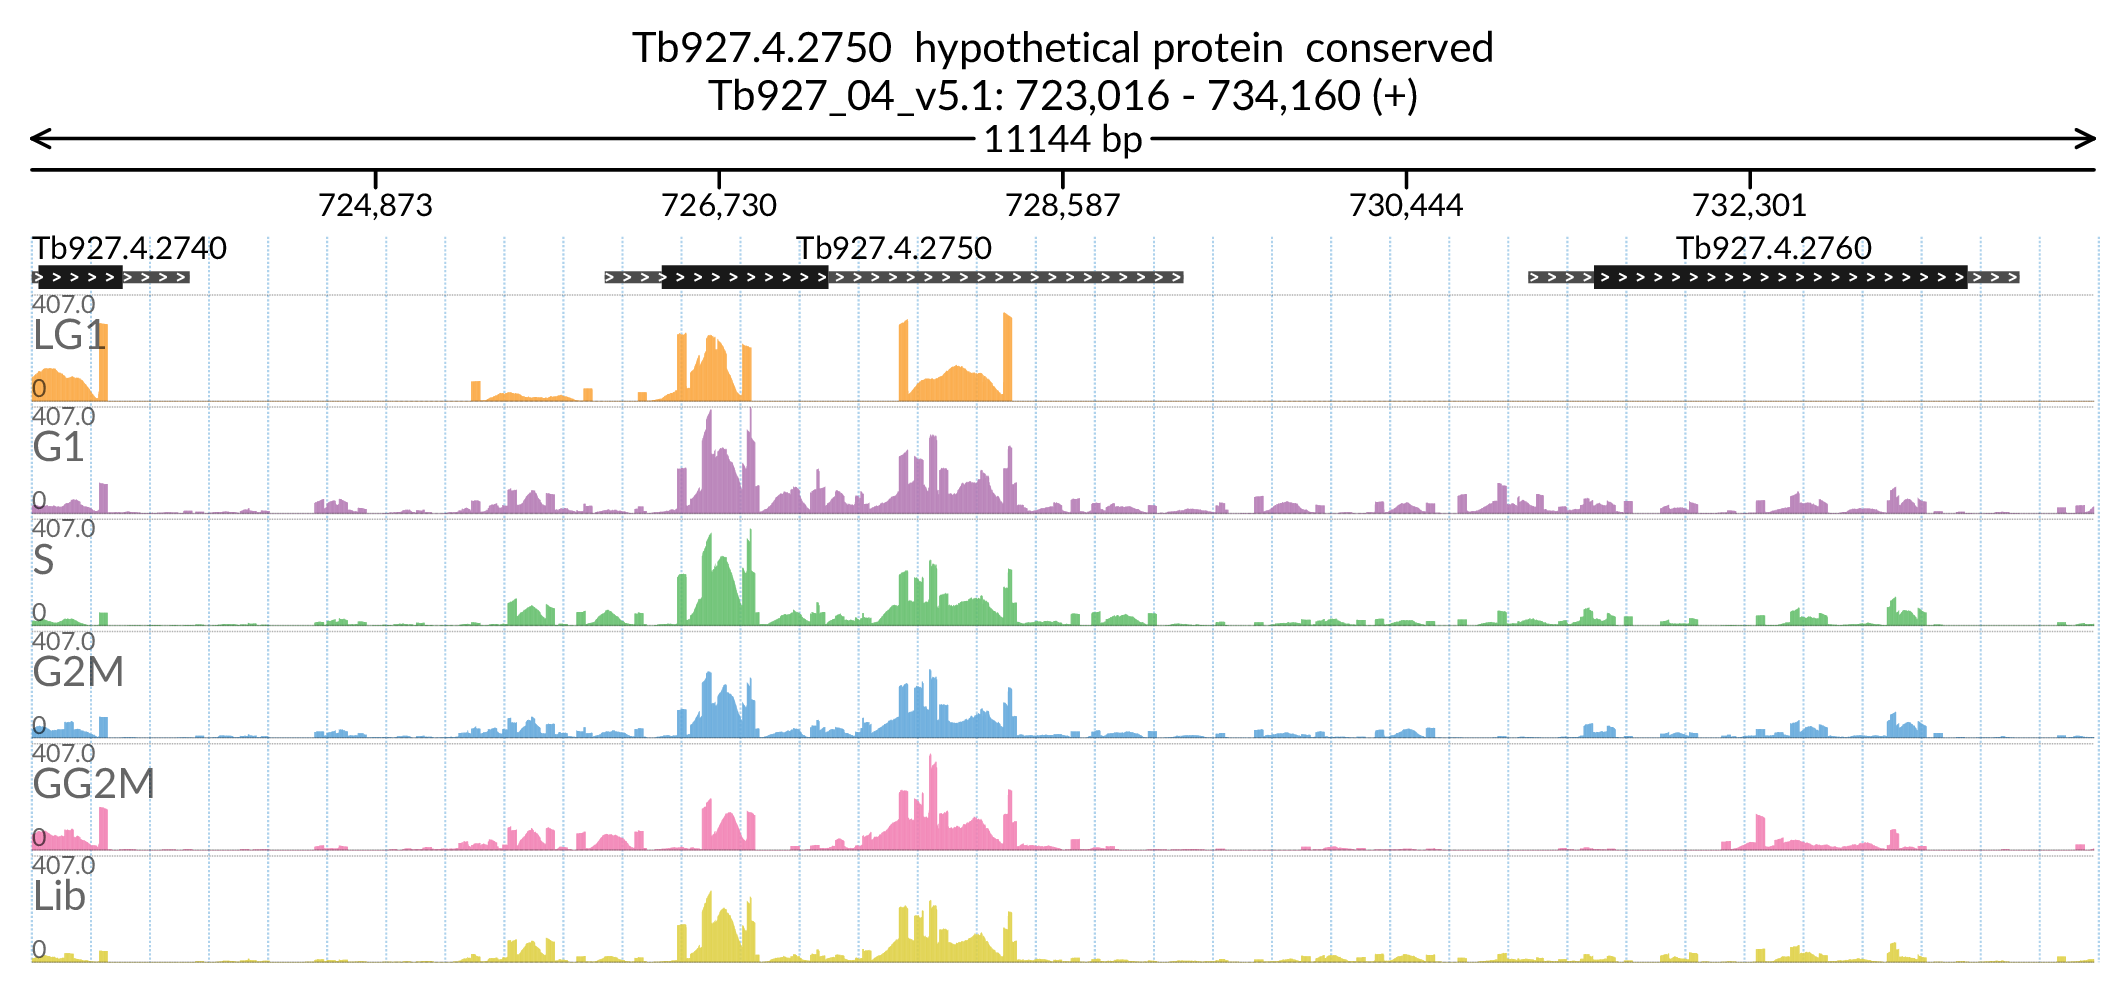 Tb927.4.2750  hypothetical protein  conserved
Tb927_04_v5.1: 723,016 - 734,160 (+)
11144 bp
724,873 726,730 728,587 730,444 732,301
Tb927.4.2740 Tb927.4.2750 Tb927.4.2760
407.0
LG1
0
407.0
G1
0
407.0
S
0
407.0
G2M
0
407.0
GG2M
0
407.0
Lib
0